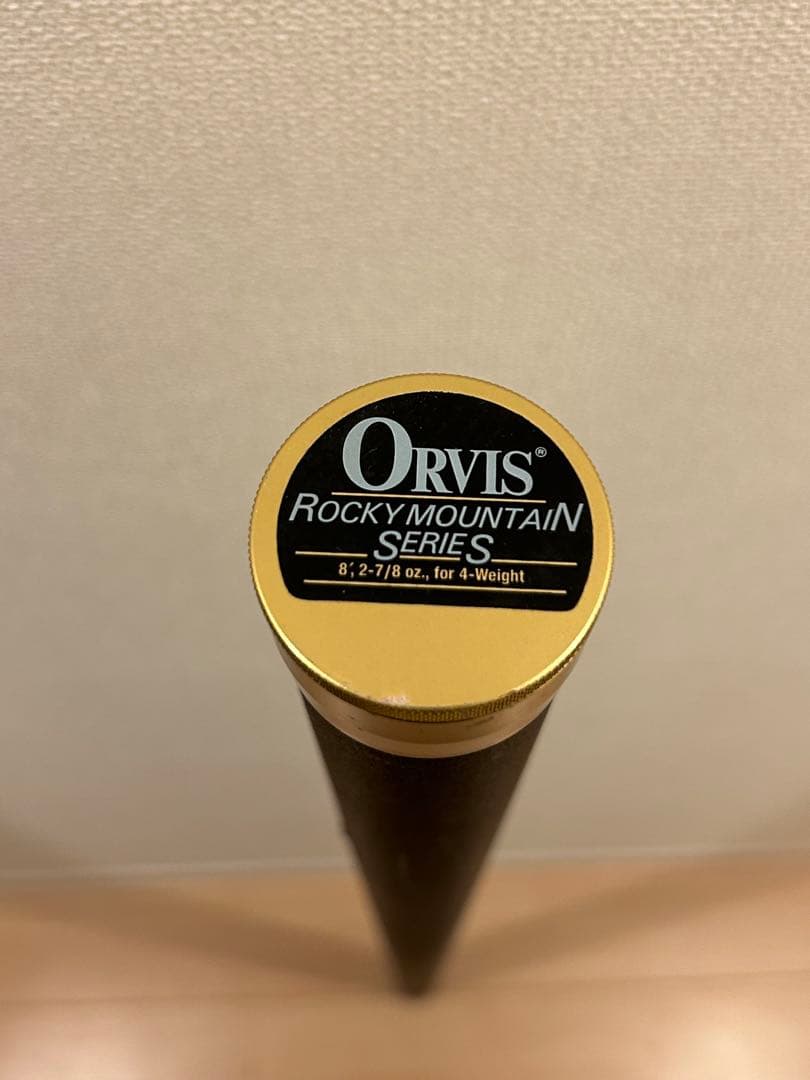 ORVIS®
ROCKY MOUNTAIN
SERIES
8', 2-7/8 oz., for 4-Weight